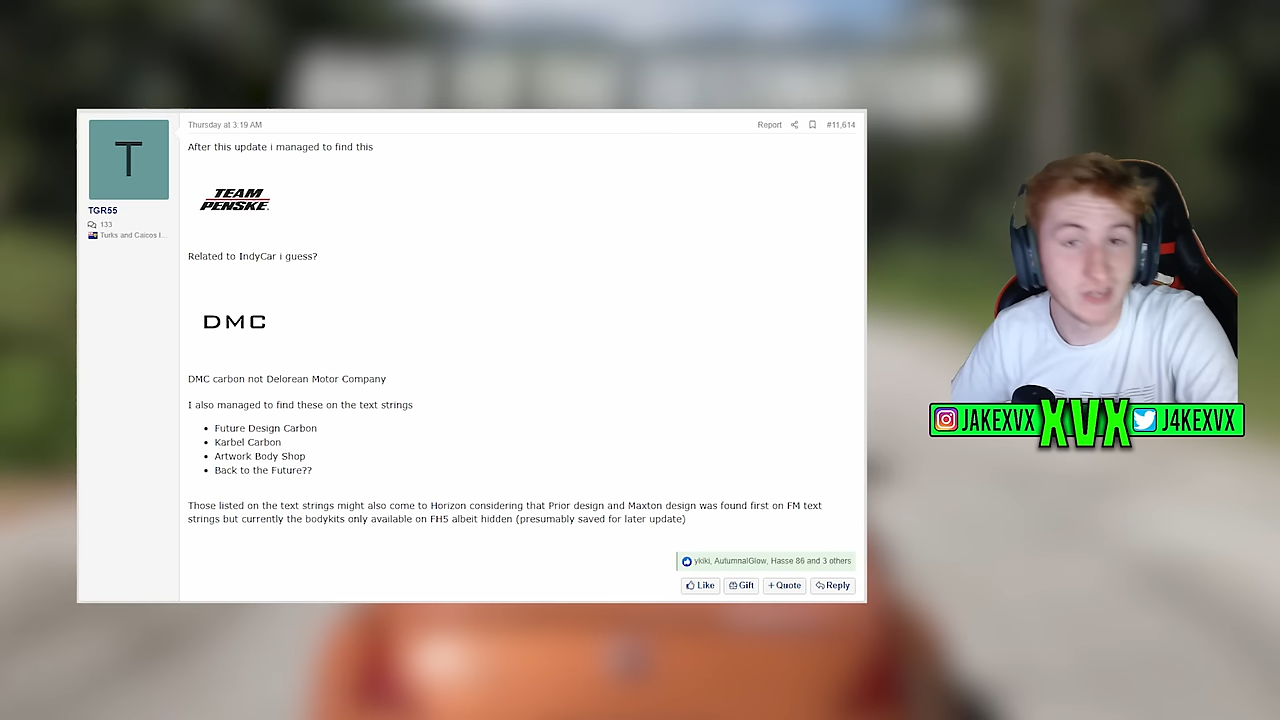 Thursday at 3:19 AM
Report
#11,614
T
TGR55
133
Turks and Caicos I...
After this update i managed to find this
TEAM
PENSKE
Related to IndyCar i guess?
DMC
DMC carbon not Delorean Motor Company
I also managed to find these on the text strings
• Future Design Carbon
• Karbel Carbon
• Artwork Body Shop
• Back to the Future??
Those listed on the text strings might also come to Horizon considering that Prior design and Maxton design was found first on FM text
strings but currently the bodykits only available on FH5 albeit hidden (presumably saved for later update)
ykiki, AutumnalGlow, Hasse 86 and 3 others
Like
Gift
+ Quote
Reply
JAKEXVX
XVX
J4KEXVX